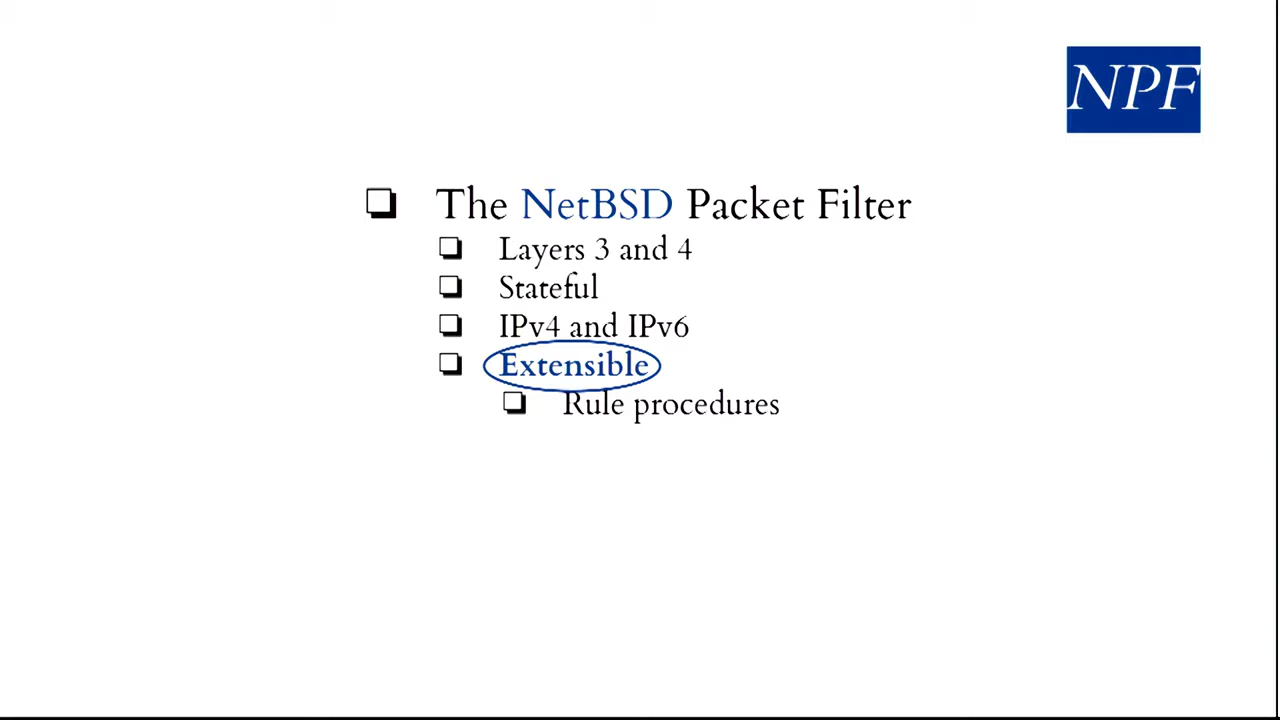 NPF
The NetBSD Packet Filter
Layers 3 and 4
Stateful
IPv4 and IPv6
Extensible
Rule procedures